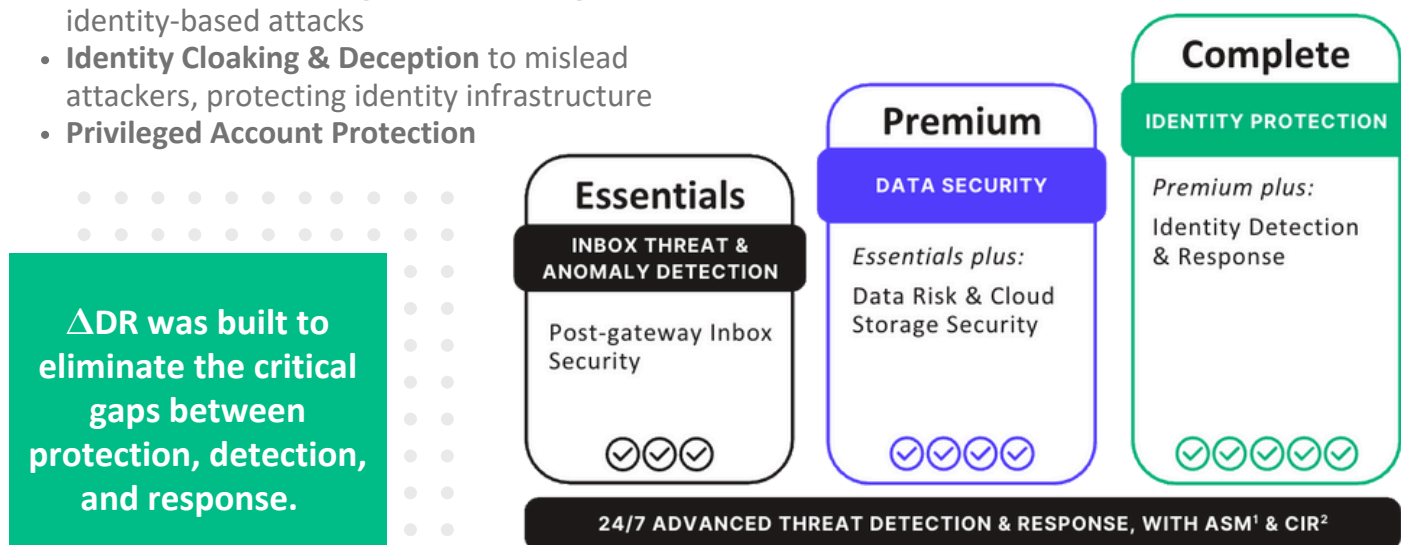 identity-based attacks
• Identity Cloaking & Deception to mislead
attackers, protecting identity infrastructure
• Privileged Account Protection
ΔDR was built to
eliminate the critical
gaps between
protection, detection,
and response.
Essentials
INBOX THREAT &
ANOMALY DETECTION
Post-gateway Inbox
Security
Premium
DATA SECURITY
Essentials plus:
Data Risk & Cloud
Storage Security
Complete
IDENTITY PROTECTION
Premium plus:
Identity Detection
& Response
24/7 ADVANCED THREAT DETECTION & RESPONSE, WITH ASM¹ & CIR²